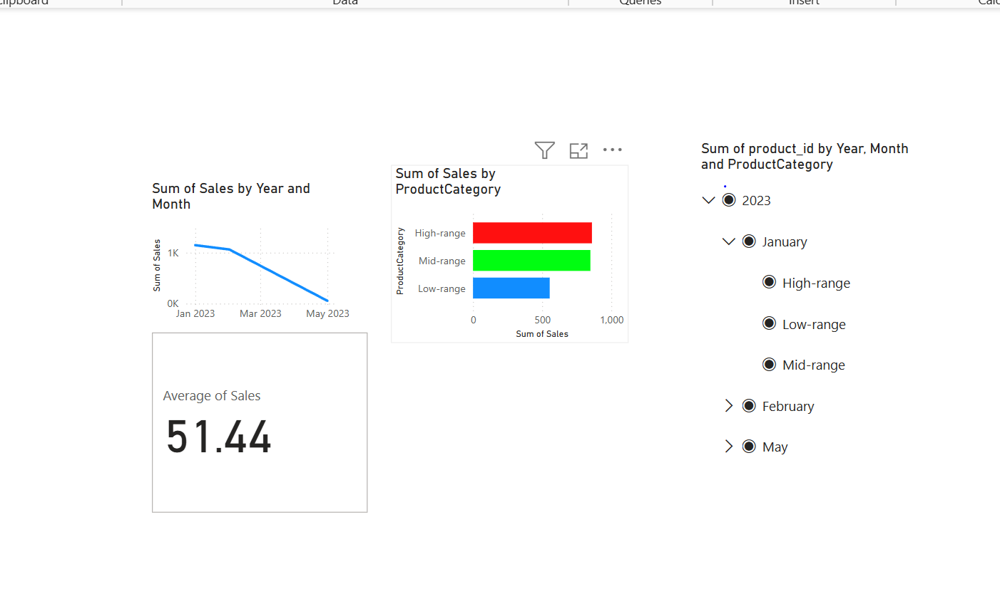 Clipboard
Data
Queries
Insert
Sum of Sales by Year and
Month
Sum of Sales
1K
0K
Jan 2023
Mar 2023
May 2023
Average of Sales
51.44
Sum of Sales by
ProductCategory
ProductCategory
High-range
Mid-range
Low-range
0
500
1,000
Sum of Sales
Sum of product_id by Year, Month
and ProductCategory
2023
January
High-range
Low-range
Mid-range
February
May